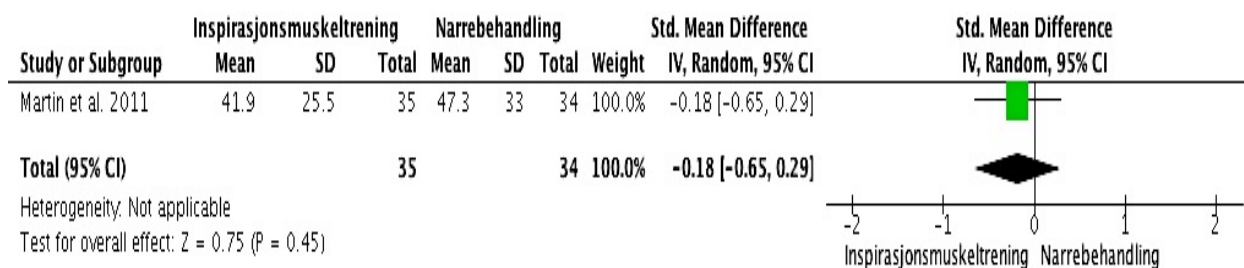 Inspirasjonsmuskeltrening Narrebehandling Std. Mean Difference Std. Mean Difference
Study or Subgroup Mean SD Total Mean SD Total Weight IV, Random, 95% CI IV, Random, 95% CI
Martin et al. 2011 41.9 25.5 35 47.3 33 34 100.0% -0.18 [-0.65, 0.29]
Total (95% CI) 35 34 100.0% -0.18 [-0.65, 0.29]
Heterogeneity: Not applicable
Test for overall effect: Z = 0.75 (P = 0.45)
-2 -1 0 1 2
Inspirasjonsmuskeltrening Narrebehandling